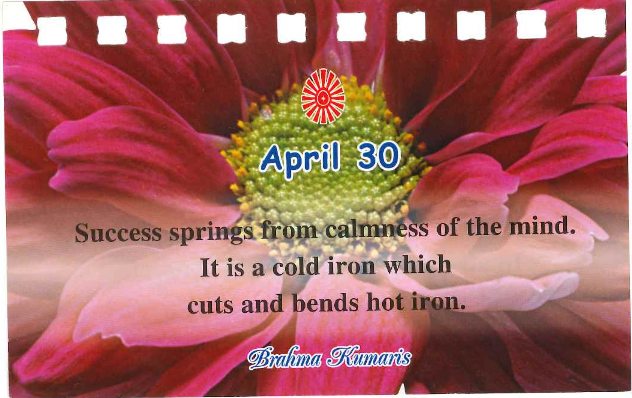 April 30
Success springs from calmness of the mind.
It is a cold iron which
cuts and bends hot iron.
Brahma Kumaris